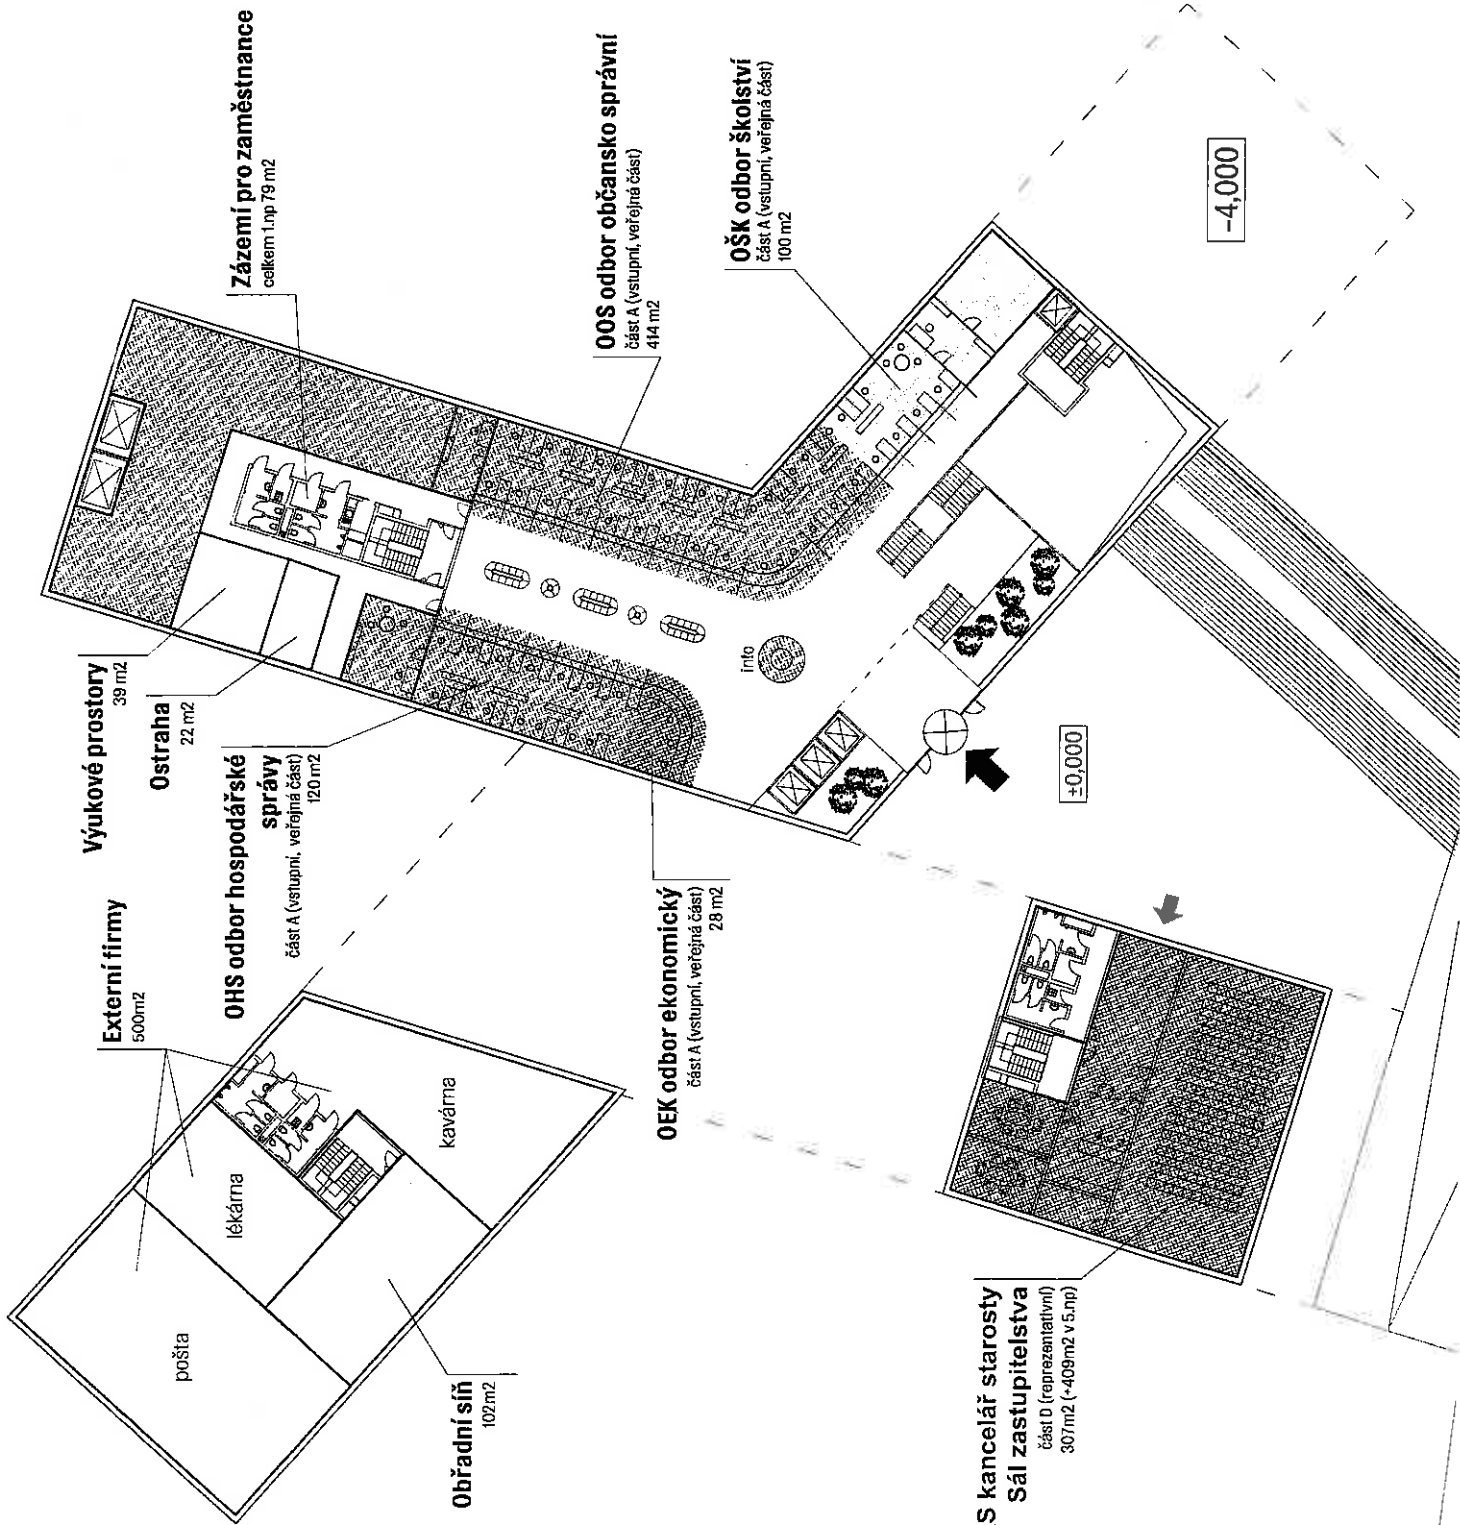 Zázemí pro zaměstnance
celkem 1.np 79 m2
OOS odbor občansko správní
část A (vstupní, veřejná část)
414 m2
OŠK odbor školství
část A (vstupní, veřejná část)
100 m2
-4,000
Výukové prostory
39 m2
Ostraha
22 m2
OHS odbor hospodářské
správy
část A (vstupní, veřejná část)
120 m2
info
±0,000
Externí firmy
500m2
OEK odbor ekonomický
část A (vstupní, veřejná část)
28 m2
kavárna
lékárna
pošta
Obřadní síň
102m2
S kancelář starosty
Sál zastupitelstva
část D (reprezentativní)
307m2 (+409m2 v 5.np)